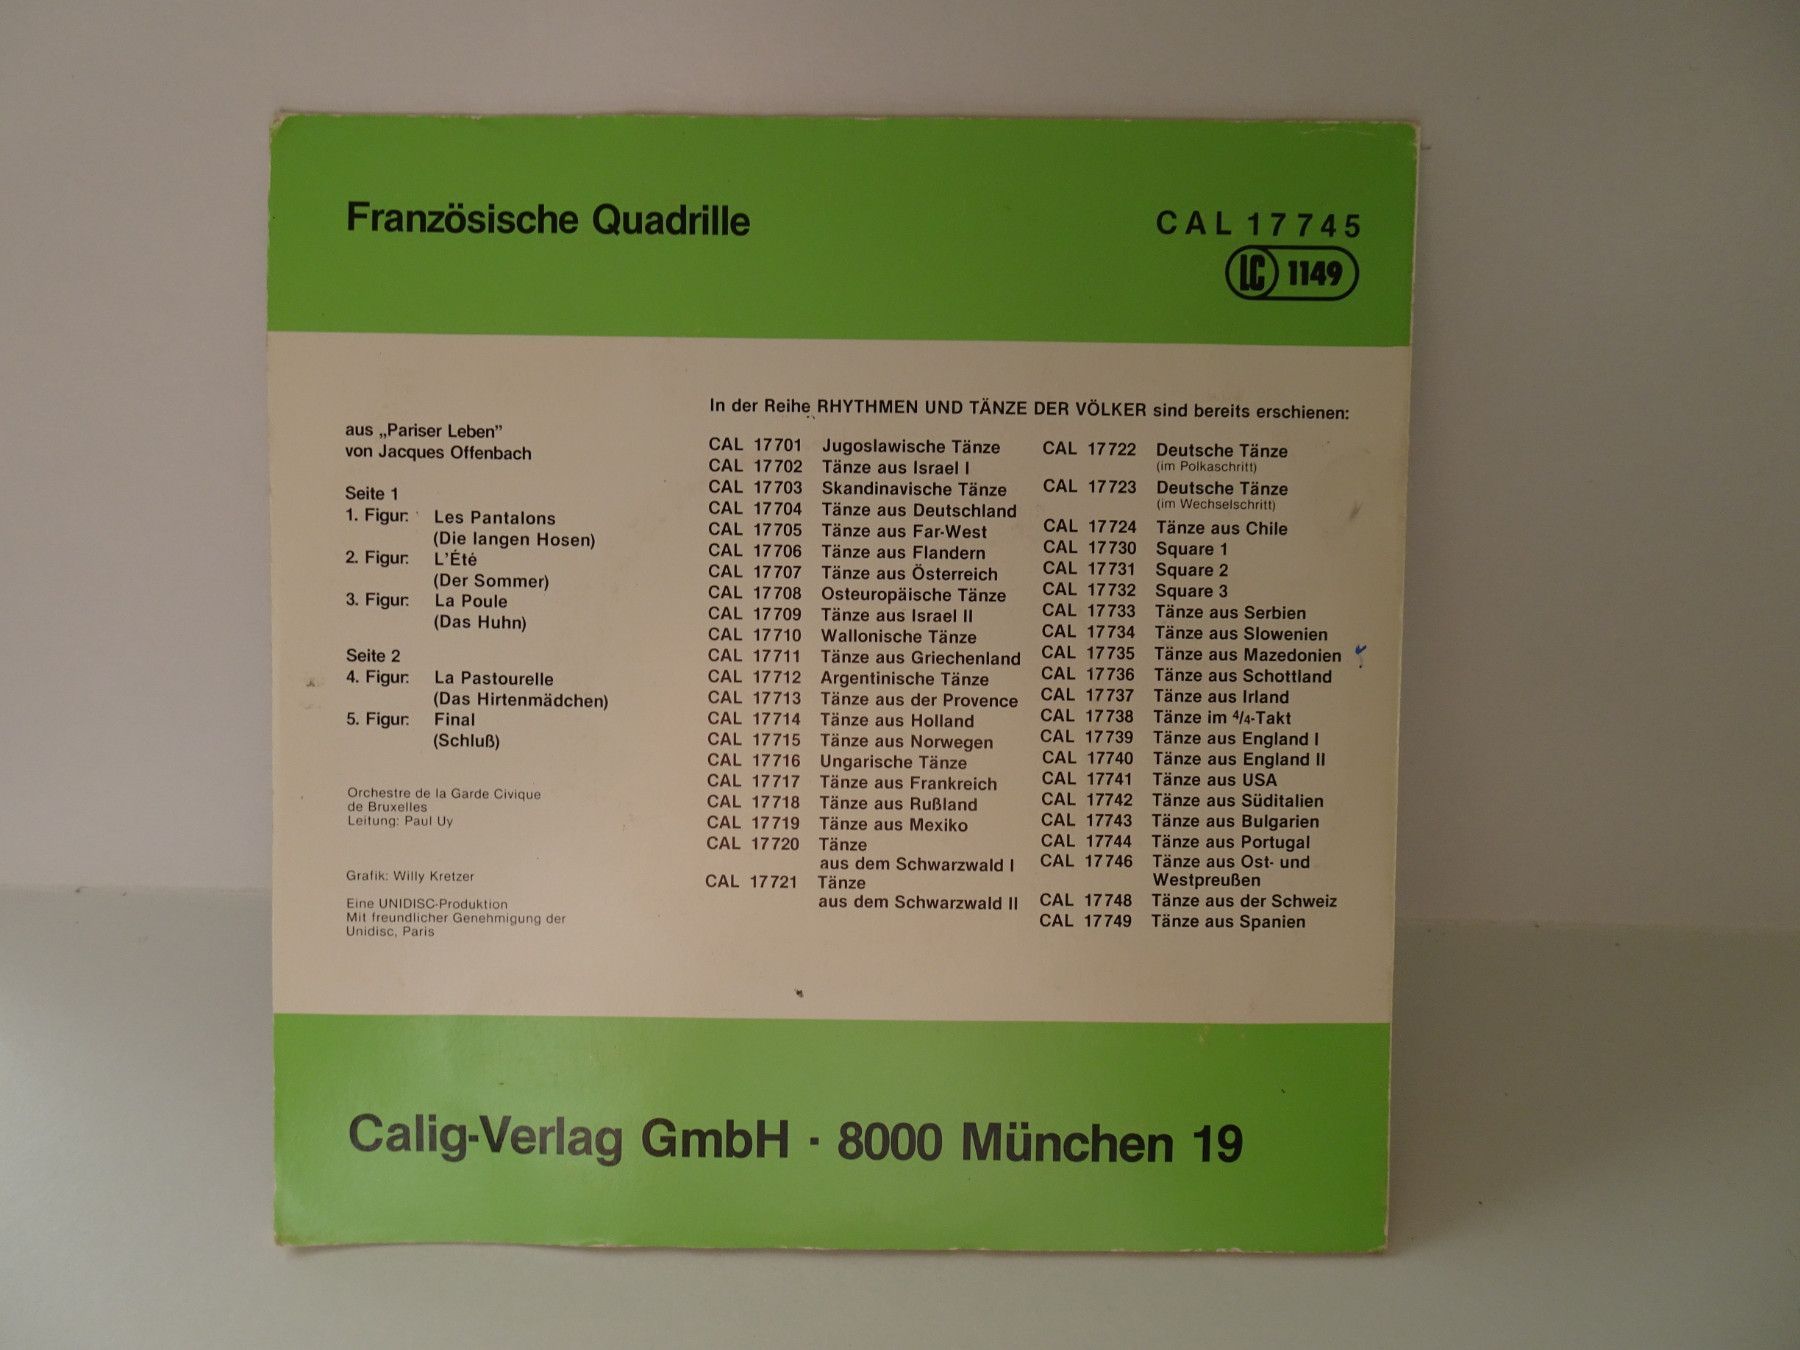 Französische Quadrille
CAL 17745
LC 1149
aus „Pariser Leben”
von Jacques Offenbach
Seite 1
1. Figur: Les Pantalons
(Die langen Hosen)
2. Figur: L'Été
(Der Sommer)
3. Figur: La Poule
(Das Huhn)
Seite 2
4. Figur: La Pastourelle
(Das Hirtenmädchen)
5. Figur: Final
(Schluß)
Orchestre de la Garde Civique
de Bruxelles
Leitung: Paul Uy
Grafik: Willy Kretzer
Eine UNIDISC-Produktion
Mit freundlicher Genehmigung der
Unidisc, Paris
In der Reihe RHYTHMEN UND TÄNZE DER VÖLKER sind bereits erschienen:
CAL 17701 Jugoslawische Tänze
CAL 17702 Tänze aus Israel I
CAL 17703 Skandinavische Tänze
CAL 17704 Tänze aus Deutschland
CAL 17705 Tänze aus Far-West
CAL 17706 Tänze aus Flandern
CAL 17707 Tänze aus Österreich
CAL 17708 Osteuropäische Tänze
CAL 17709 Tänze aus Israel II
CAL 17710 Wallonische Tänze
CAL 17711 Tänze aus Griechenland
CAL 17712 Argentinische Tänze
CAL 17713 Tänze aus der Provence
CAL 17714 Tänze aus Holland
CAL 17715 Tänze aus Norwegen
CAL 17716 Ungarische Tänze
CAL 17717 Tänze aus Frankreich
CAL 17718 Tänze aus Rußland
CAL 17719 Tänze aus Mexiko
CAL 17720 Tänze
aus dem Schwarzwald I
CAL 17721 Tänze
aus dem Schwarzwald II
CAL 17722 Deutsche Tänze
(im Polkaschritt)
CAL 17723 Deutsche Tänze
(im Wechselschritt)
CAL 17724 Tänze aus Chile
CAL 17730 Square 1
CAL 17731 Square 2
CAL 17732 Square 3
CAL 17733 Tänze aus Serbien
CAL 17734 Tänze aus Slowenien
CAL 17735 Tänze aus Mazedonien
CAL 17736 Tänze aus Schottland
CAL 17737 Tänze aus Irland
CAL 17738 Tänze im 4/4-Takt
CAL 17739 Tänze aus England I
CAL 17740 Tänze aus England II
CAL 17741 Tänze aus USA
CAL 17742 Tänze aus Süditalien
CAL 17743 Tänze aus Bulgarien
CAL 17744 Tänze aus Portugal
CAL 17746 Tänze aus Ost- und
Westpreußen
CAL 17748 Tänze aus der Schweiz
CAL 17749 Tänze aus Spanien
Calig-Verlag GmbH · 8000 München 19